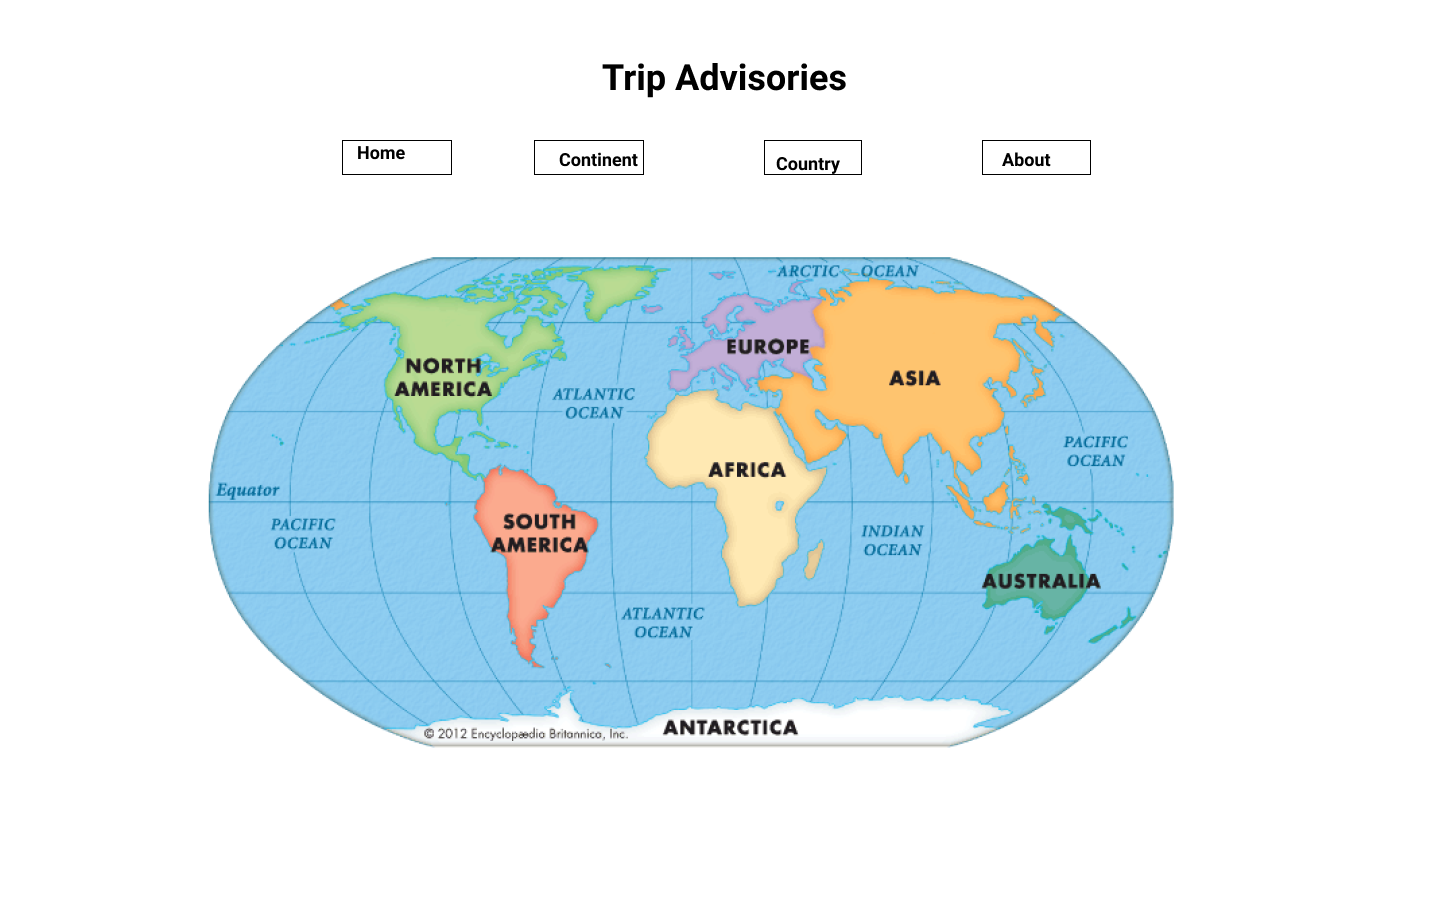 Trip Advisories
Home
Continent
Country
About
ARCTIC OCEAN
EUROPE
NORTH
AMERICA
ASIA
ATLANTIC
OCEAN
PACIFIC
OCEAN
AFRICA
Equator
SOUTH
AMERICA
PACIFIC
OCEAN
INDIAN
OCEAN
AUSTRALIA
ATLANTIC
OCEAN
ANTARCTICA
© 2012 Encyclopædia Britannica, Inc.